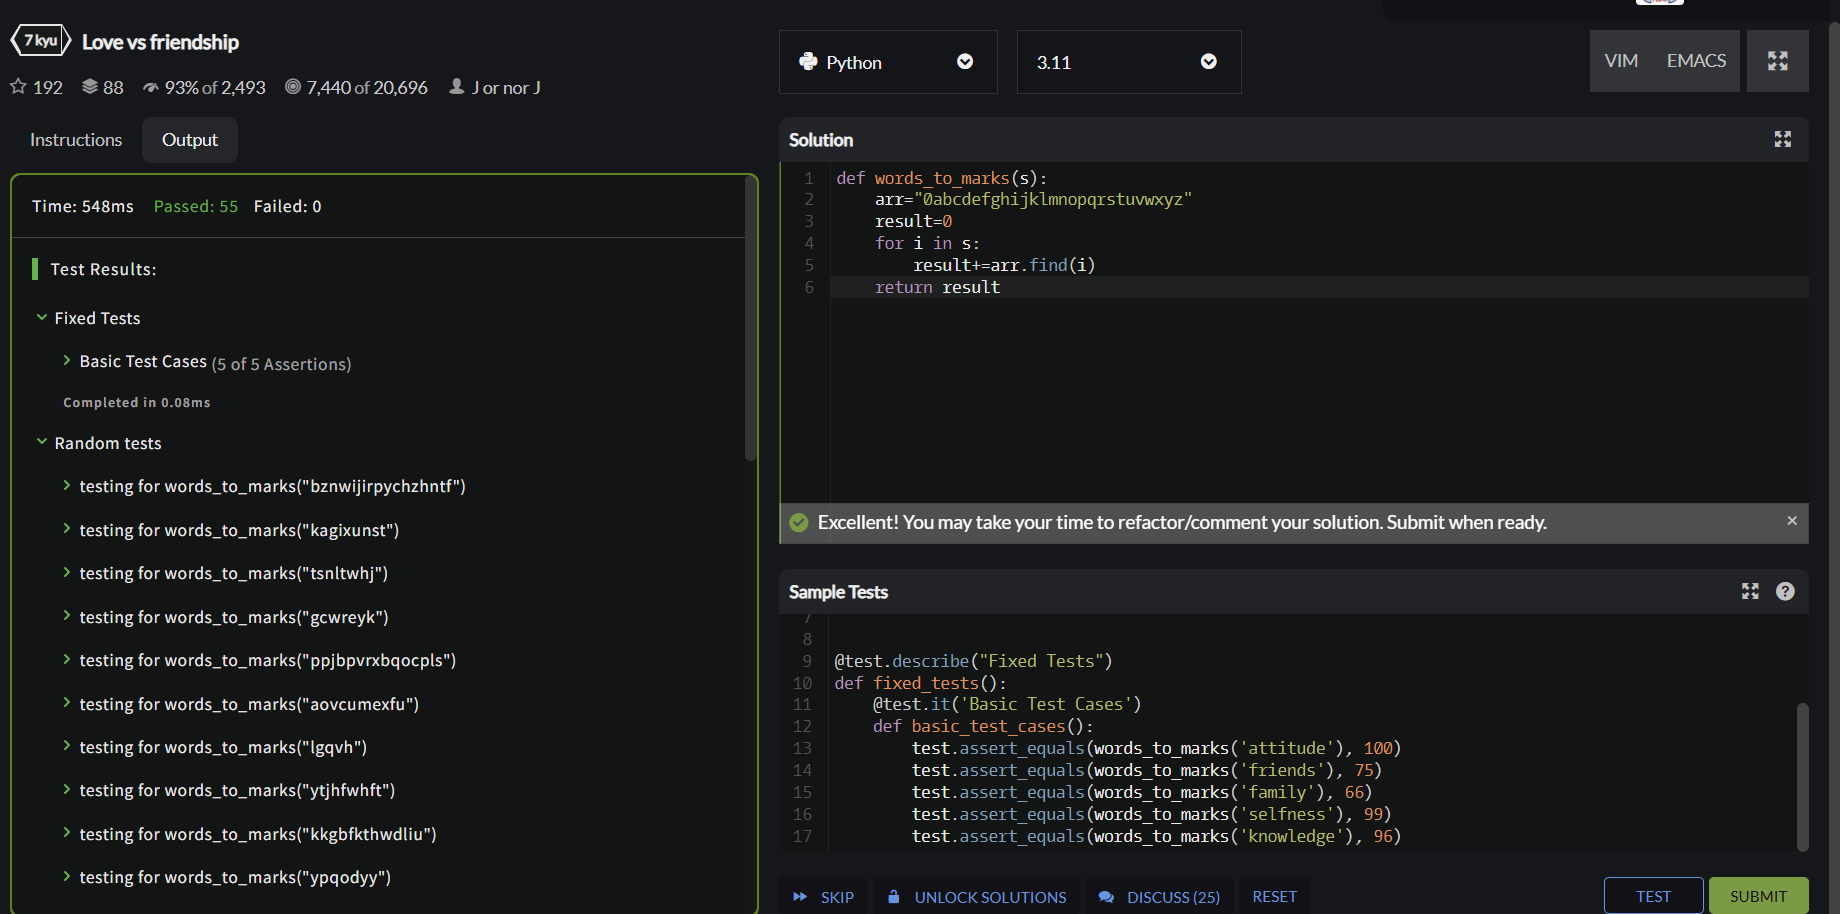 7 kyu Love vs friendship
192 88 93% of 2,493 7,440 of 20,696 J or nor J
Instructions Output
Time: 548ms Passed: 55 Failed: 0
Test Results:
Fixed Tests
Basic Test Cases (5 of 5 Assertions)
Completed in 0.08ms
Random tests
testing for words_to_marks("bznwijirpychzhntf")
testing for words_to_marks("kagixunst")
testing for words_to_marks("tsnltwhj")
testing for words_to_marks("gcwreyk")
testing for words_to_marks("ppjbpvrxbqocpls")
testing for words_to_marks("aovcumexfu")
testing for words_to_marks("lgqvh")
testing for words_to_marks("ytjhfwhft")
testing for words_to_marks("kkgbfkthwdliu")
testing for words_to_marks("ypqodyy")
Python 3.11 VIM EMACS
Solution
1 def words_to_marks(s):
2     arr="0abcdefghijklmnopqrstuvwxyz"
3     result=0
4     for i in s:
5         result+=arr.find(i)
6     return result
Excellent! You may take your time to refactor/comment your solution. Submit when ready.
Sample Tests
7
8
9 @test.describe("Fixed Tests")
10 def fixed_tests():
11     @test.it('Basic Test Cases')
12     def basic_test_cases():
13         test.assert_equals(words_to_marks('attitude'), 100)
14         test.assert_equals(words_to_marks('friends'), 75)
15         test.assert_equals(words_to_marks('family'), 66)
16         test.assert_equals(words_to_marks('selfness'), 99)
17         test.assert_equals(words_to_marks('knowledge'), 96)
SKIP UNLOCK SOLUTIONS DISCUSS (25) RESET TEST SUBMIT